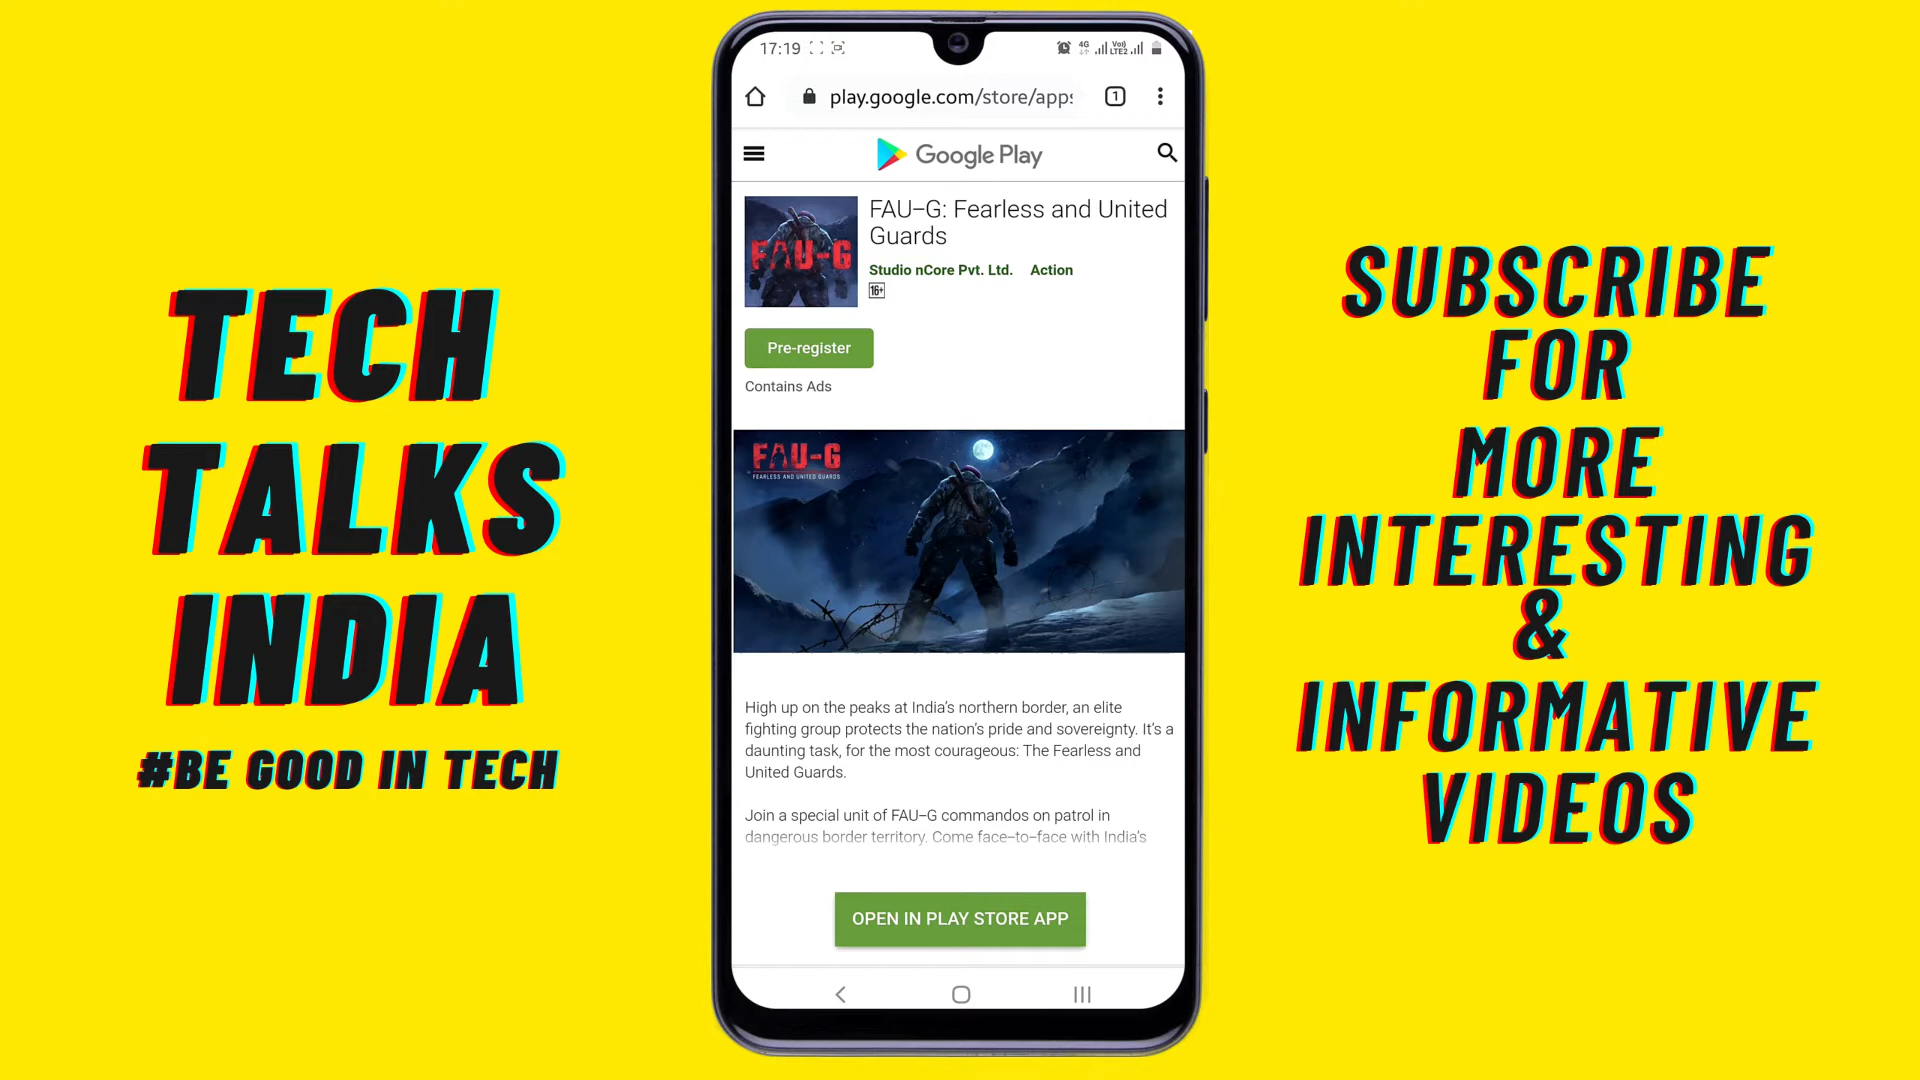 TECH
TALKS
INDIA
#BE GOOD IN TECH
17:19
4G
Vo))
LTE2
play.google.com/store/apps
1
Google Play
FAU-G
FAU-G: Fearless and United
Guards
Studio nCore Pvt. Ltd. Action
16+
Pre-register
Contains Ads
FAU-G
FEARLESS AND UNITED GUARDS
High up on the peaks at India's northern border, an elite
fighting group protects the nation's pride and sovereignty. It's a
daunting task, for the most courageous: The Fearless and
United Guards.
Join a special unit of FAU-G commandos on patrol in
dangerous border territory. Come face-to-face with India's
OPEN IN PLAY STORE APP
SUBSCRIBE
FOR
MORE
INTERESTING
&
INFORMATIVE
VIDEOS